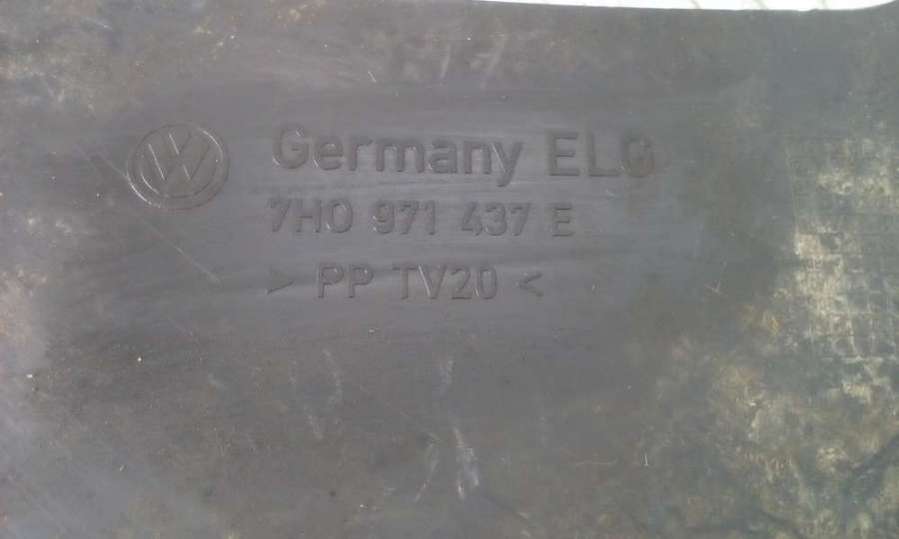 Germany ELG
7H0 971 437 E
> PP TV20 <